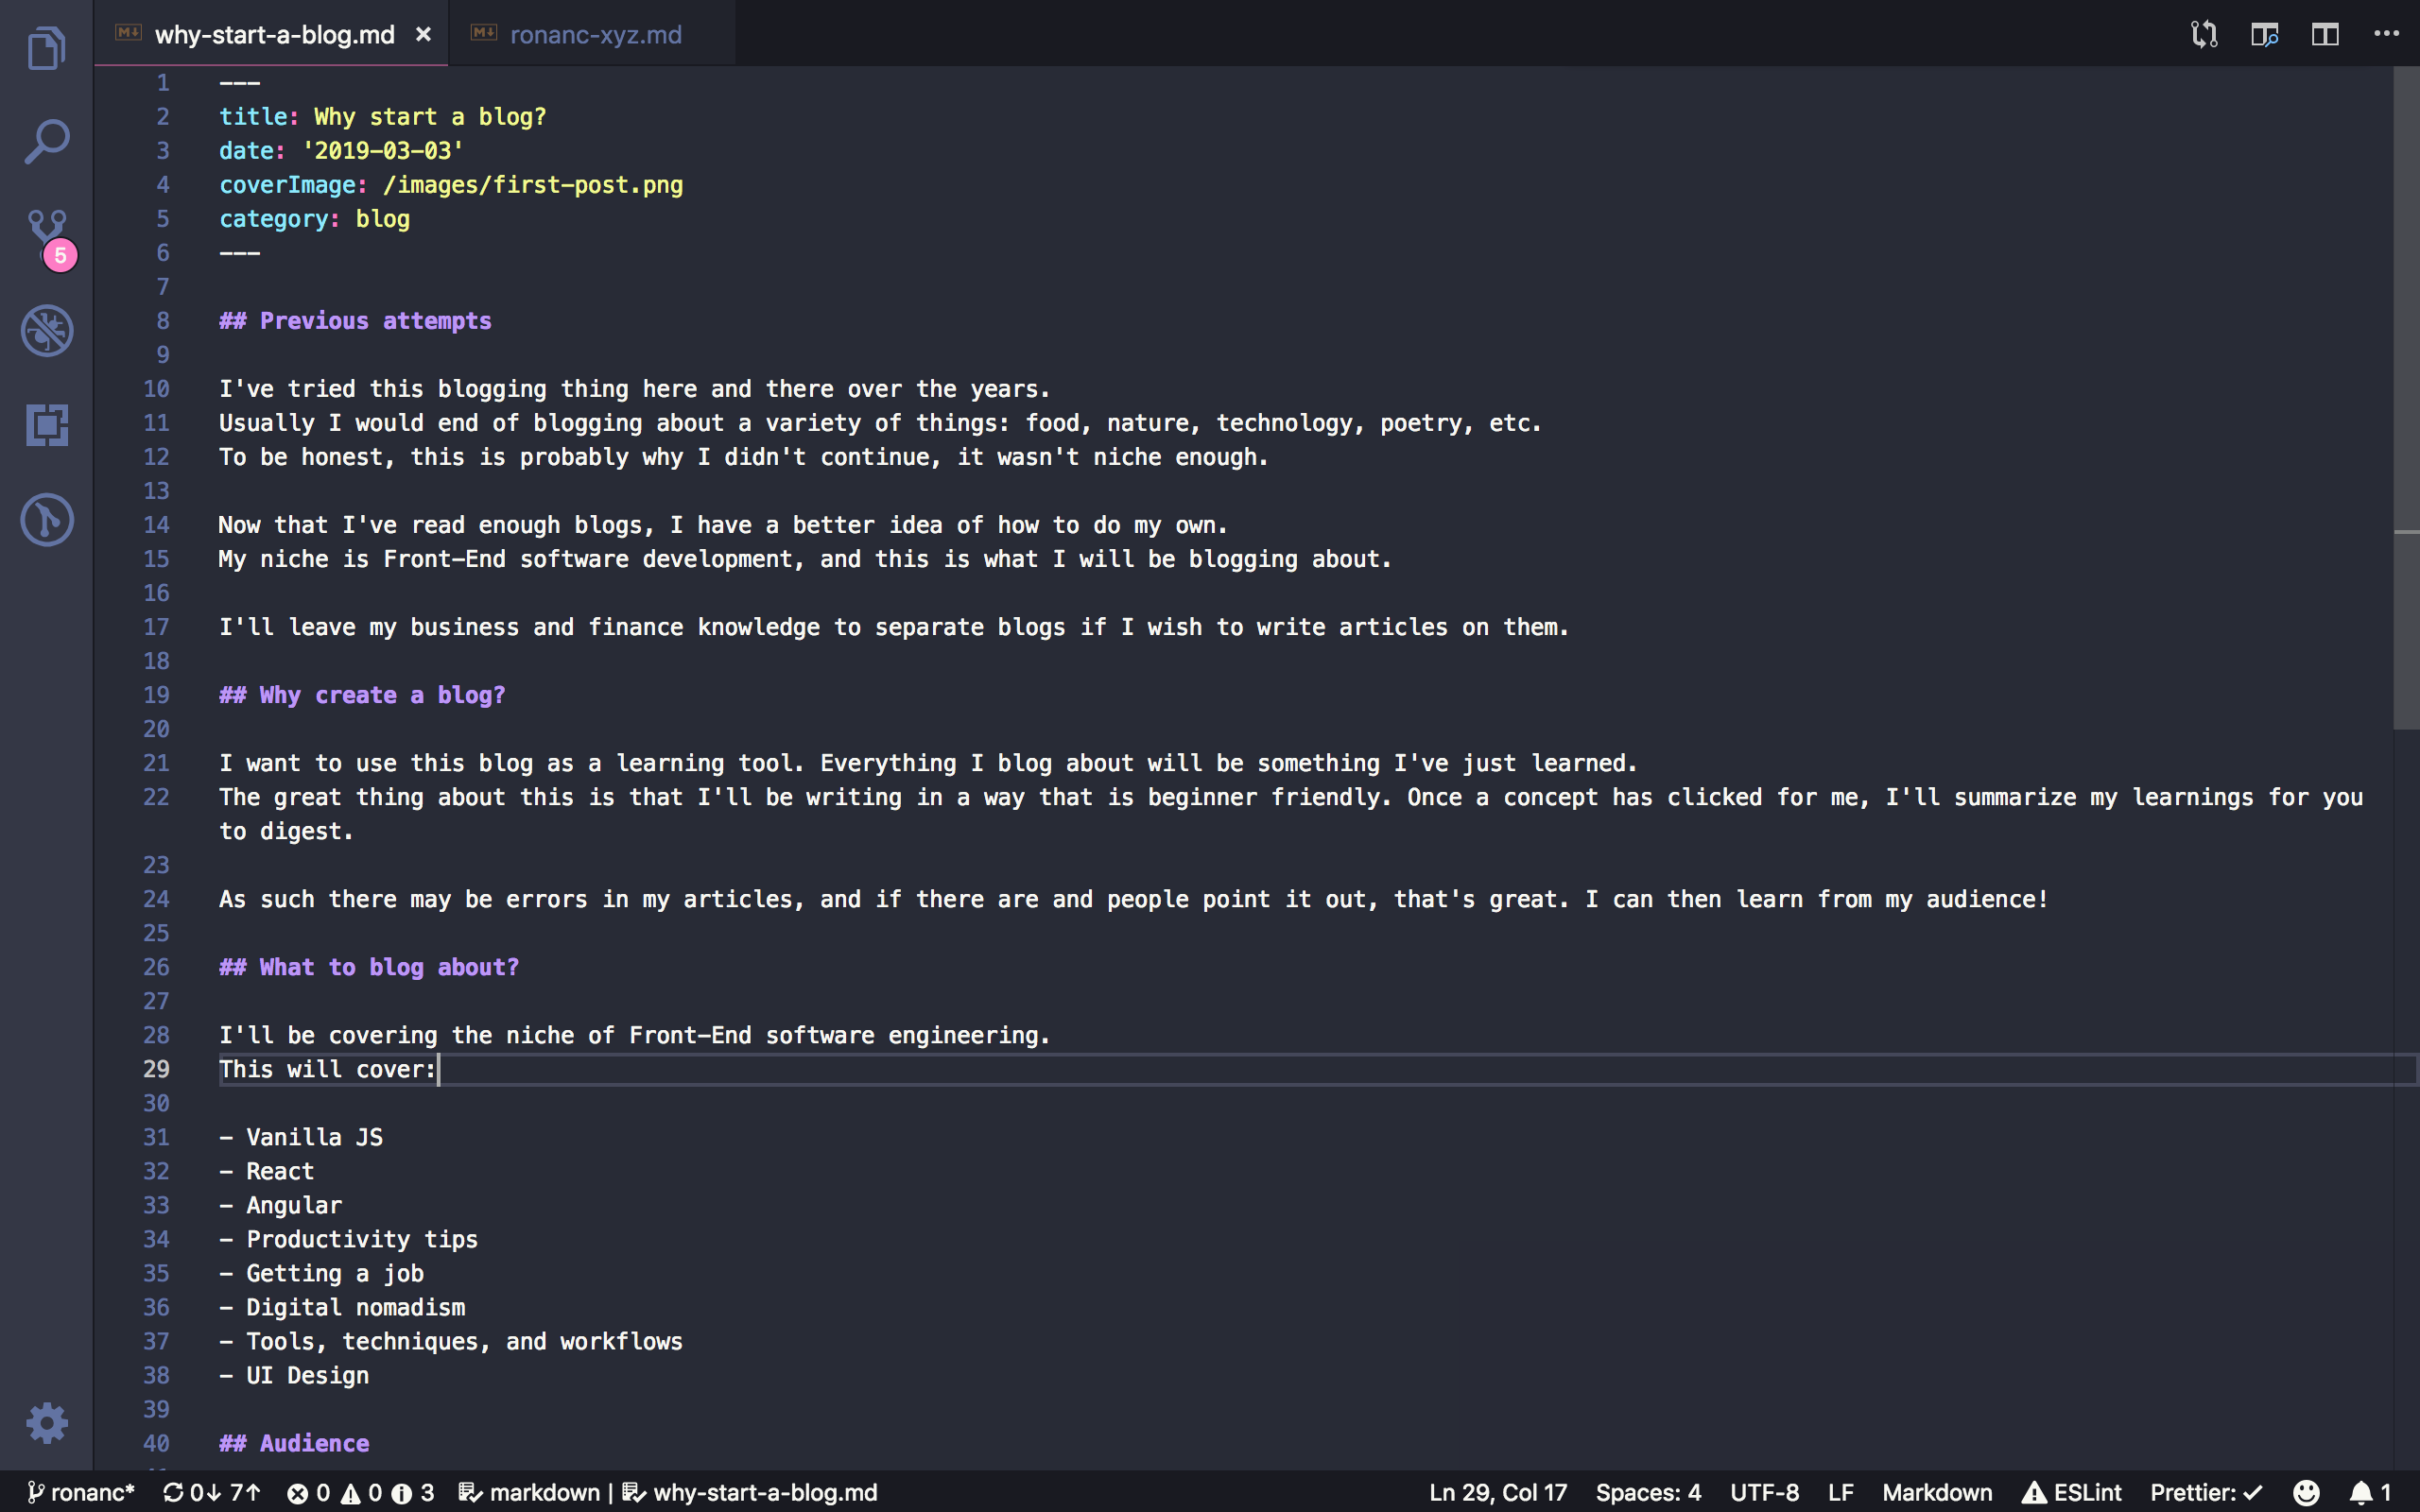 why-start-a-blog.md ×
ronanc-xyz.md
1 ---
2 title: Why start a blog?
3 date: '2019-03-03'
4 coverImage: /images/first-post.png
5 category: blog
6 ---
7
8 ## Previous attempts
9
10 I've tried this blogging thing here and there over the years.
11 Usually I would end of blogging about a variety of things: food, nature, technology, poetry, etc.
12 To be honest, this is probably why I didn't continue, it wasn't niche enough.
13
14 Now that I've read enough blogs, I have a better idea of how to do my own.
15 My niche is Front-End software development, and this is what I will be blogging about.
16
17 I'll leave my business and finance knowledge to separate blogs if I wish to write articles on them.
18
19 ## Why create a blog?
20
21 I want to use this blog as a learning tool. Everything I blog about will be something I've just learned.
22 The great thing about this is that I'll be writing in a way that is beginner friendly. Once a concept has clicked for me, I'll summarize my learnings for you
to digest.
23
24 As such there may be errors in my articles, and if there are and people point it out, that's great. I can then learn from my audience!
25
26 ## What to blog about?
27
28 I'll be covering the niche of Front-End software engineering.
29 This will cover:
30
31 - Vanilla JS
32 - React
33 - Angular
34 - Productivity tips
35 - Getting a job
36 - Digital nomadism
37 - Tools, techniques, and workflows
38 - UI Design
39
40 ## Audience
5
ronanc* 0↓ 7↑ 0 0 3 markdown | why-start-a-blog.md Ln 29, Col 17 Spaces: 4 UTF-8 LF Markdown ESLint Prettier: ✓ 1